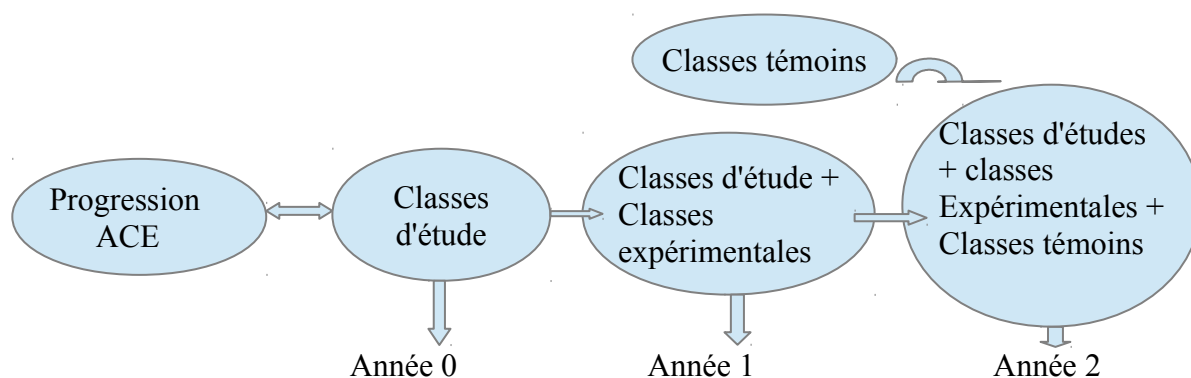 Classes témoins
Progression
ACE
Classes
d'étude
Classes d'étude +
Classes
expérimentales
Classes d'études
+ classes
Expérimentales +
Classes témoins
Année 0
Année 1
Année 2